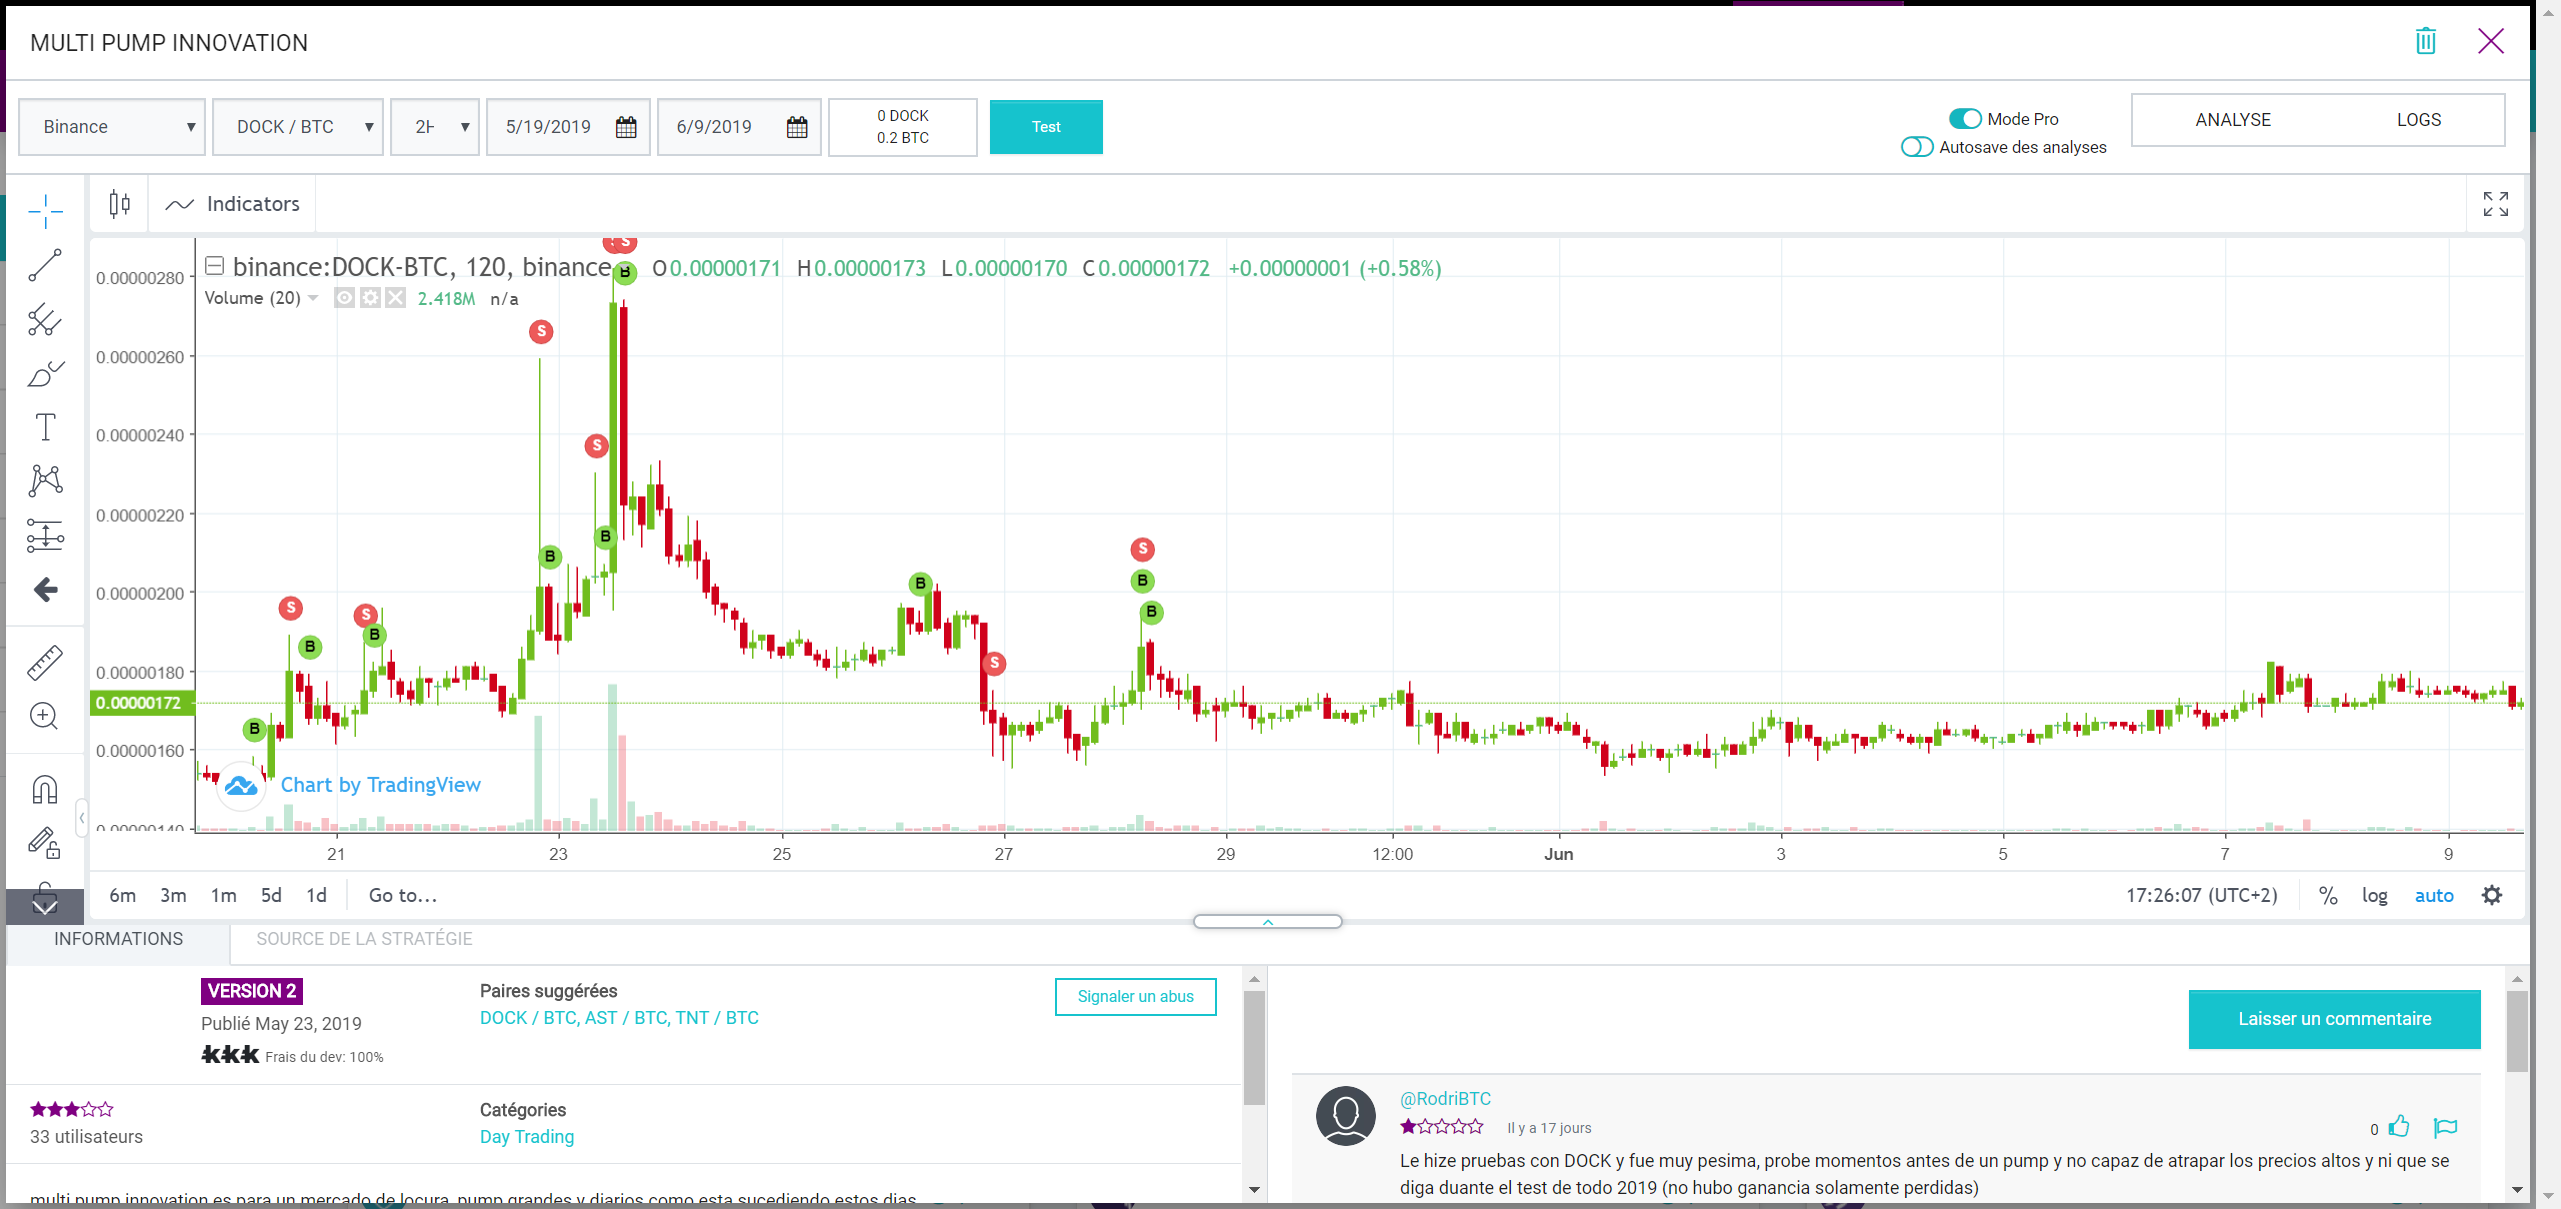 MULTI PUMP INNOVATION
Binance
DOCK / BTC
5/19/2019
6/9/2019
0 DOCK
0.2 BTC
Test
Mode Pro
Autosave des analyses
ANALYSE
LOGS
Indicators
binance:DOCK-BTC, 120, binance
O0.00000171 H0.00000173 L0.00000170 C0.00000172 +0.00000001 (+0.58%)
Volume (20) 2.418M n/a
0.00000280
0.00000260
0.00000240
0.00000220
0.00000200
0.00000180
0.00000172
0.00000160
0.00000140
S
S
B
S
S
B
B
B
S
B
S
S
B
B
B
S
B
Chart by TradingView
21 23 25 27 29 12:00 Jun 3 5 7 9
6m 3m 1m 5d 1d Go to...
17:26:07 (UTC+2) % log auto
INFORMATIONS
SOURCE DE LA STRATÉGIE
VERSION 2
Publié May 23, 2019
Frais du dev: 100%
Paires suggérées
DOCK / BTC, AST / BTC, TNT / BTC
Signaler un abus
33 utilisateurs
Catégories
Day Trading
multi pump innovation es para un mercado de locura, pump grandes y diarios como esta sucediendo estos dias
Laisser un commentaire
@RodriBTC
Il y a 17 jours
0
Le hize pruebas con DOCK y fue muy pesima, probe momentos antes de un pump y no capaz de atrapar los precios altos y ni que se
diga duante el test de todo 2019 (no hubo ganancia solamente perdidas)